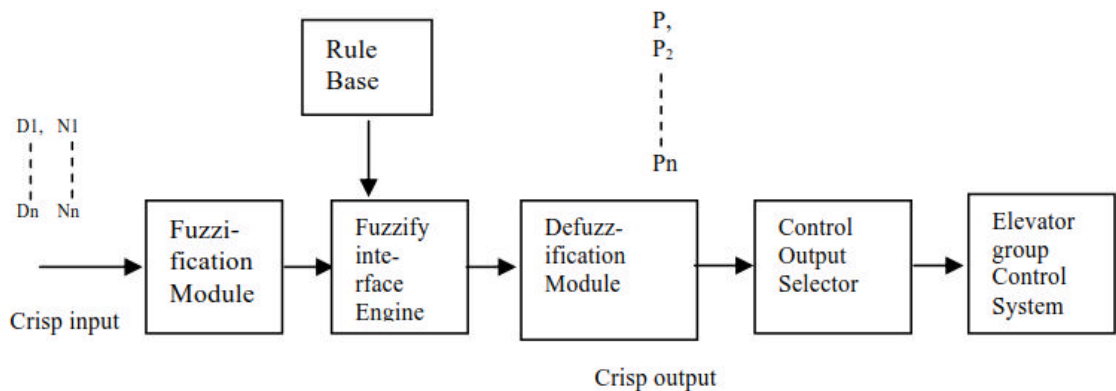 P,
P2
Pn
Rule
Base
D1, N1
Dn Nn
Crisp input
Fuzzi-
fication
Module
Fuzzify
inte-
rface
Engine
Defuzz-
ification
Module
Control
Output
Selector
Elevator
group
Control
System
Crisp output